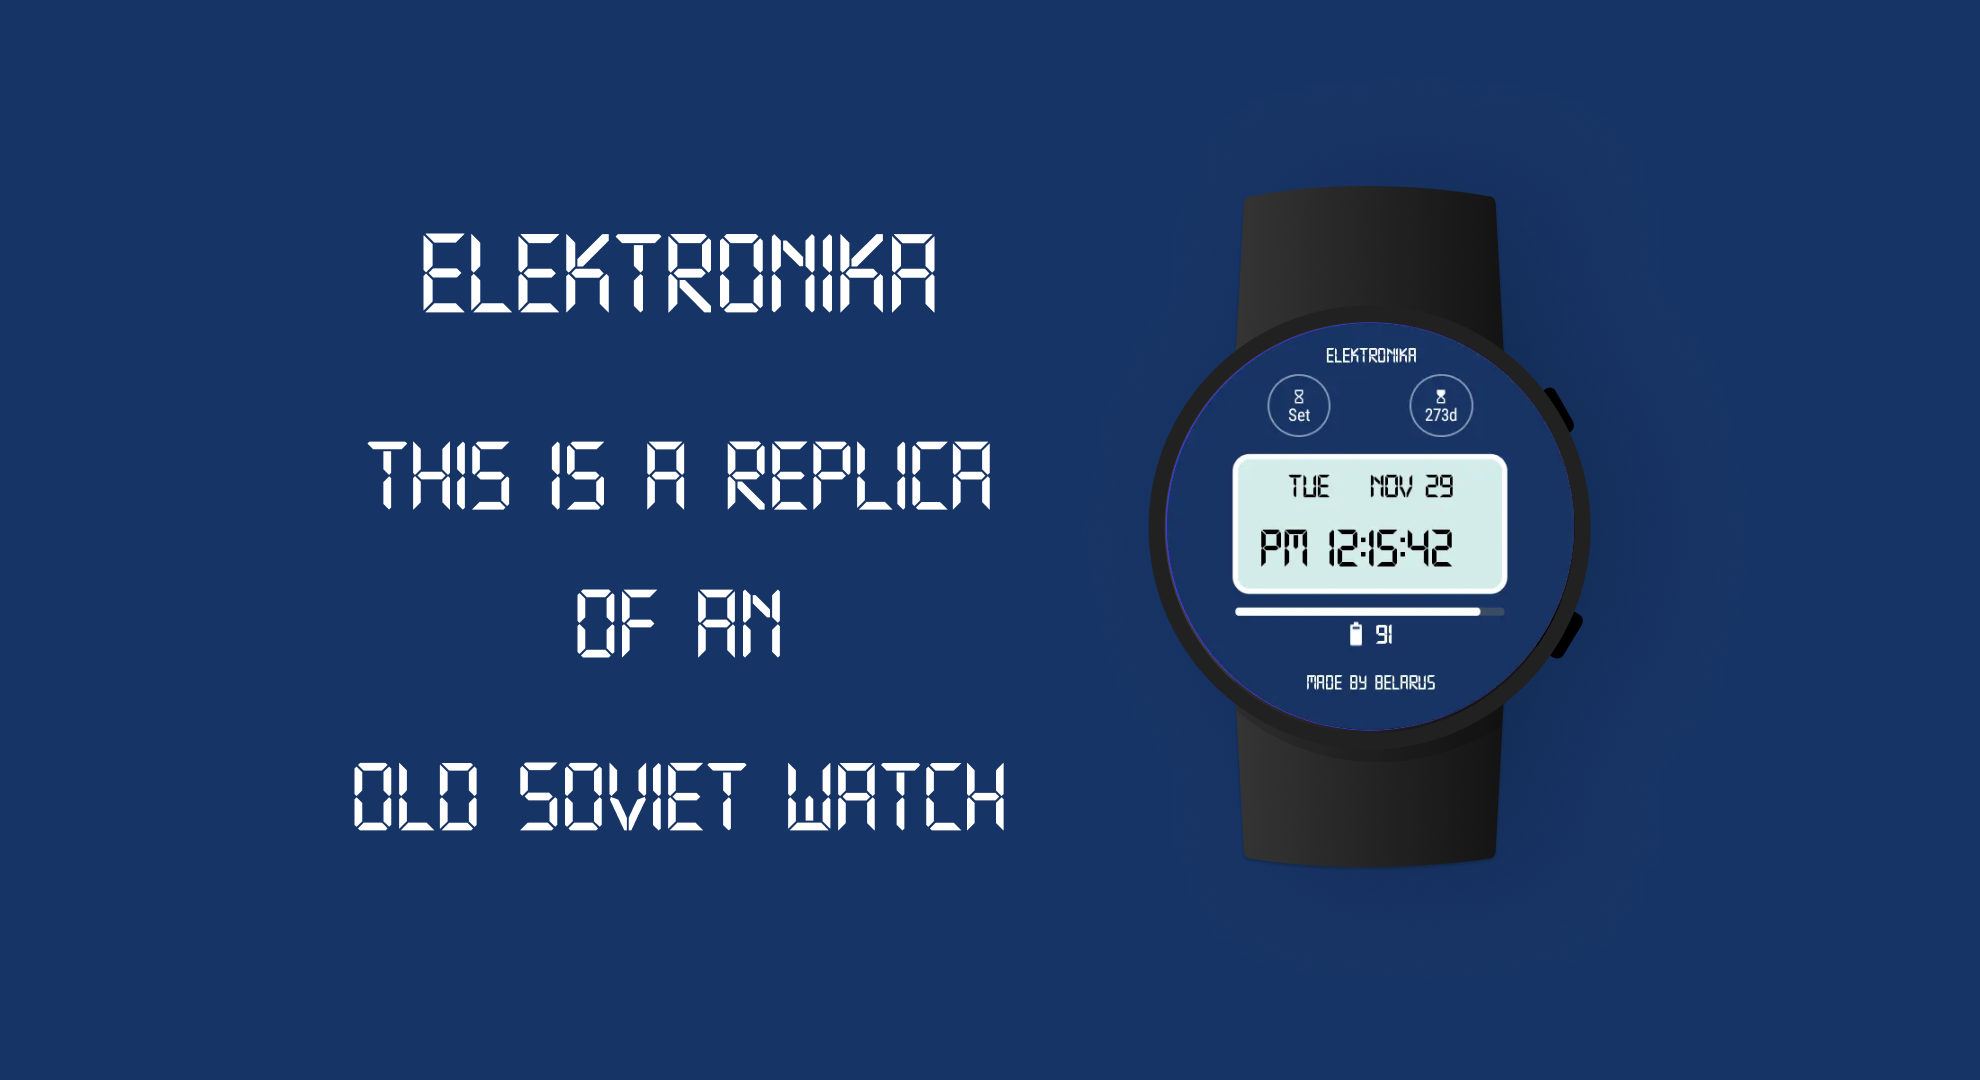 ELEKTRONIKA
THIS IS A REPLICA
OF AN
OLD SOVIET WATCH
ELEKTRONIKA
Set
273d
TUE NOV 29
PM 12:15:42
91
MADE BY BELARUS